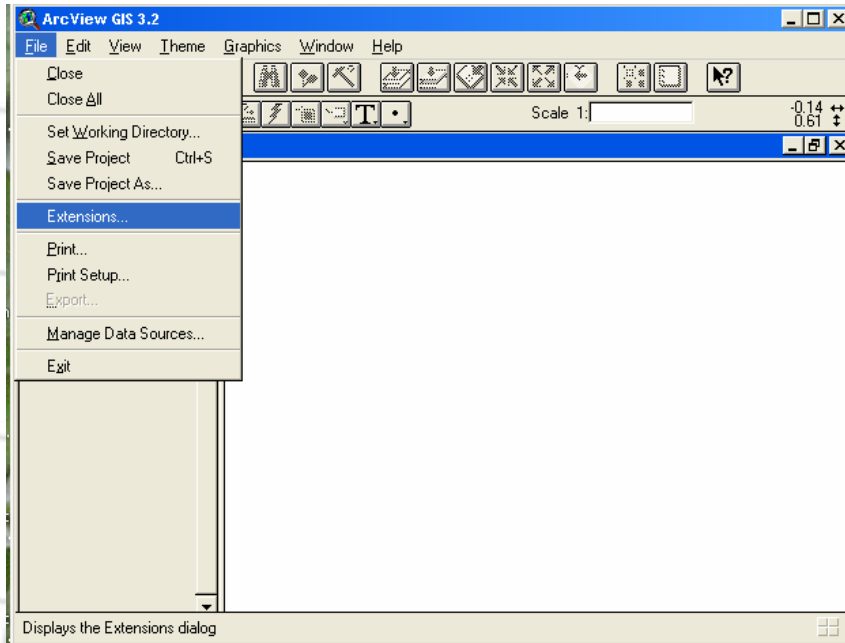 ArcView GIS 3.2
File Edit View Theme Graphics Window Help
Close
Close All
Set Working Directory...
Save Project Ctrl+S
Save Project As...
Extensions...
Print...
Print Setup...
Export...
Manage Data Sources...
Exit
T
Scale 1:
-0.14
0.61
Displays the Extensions dialog